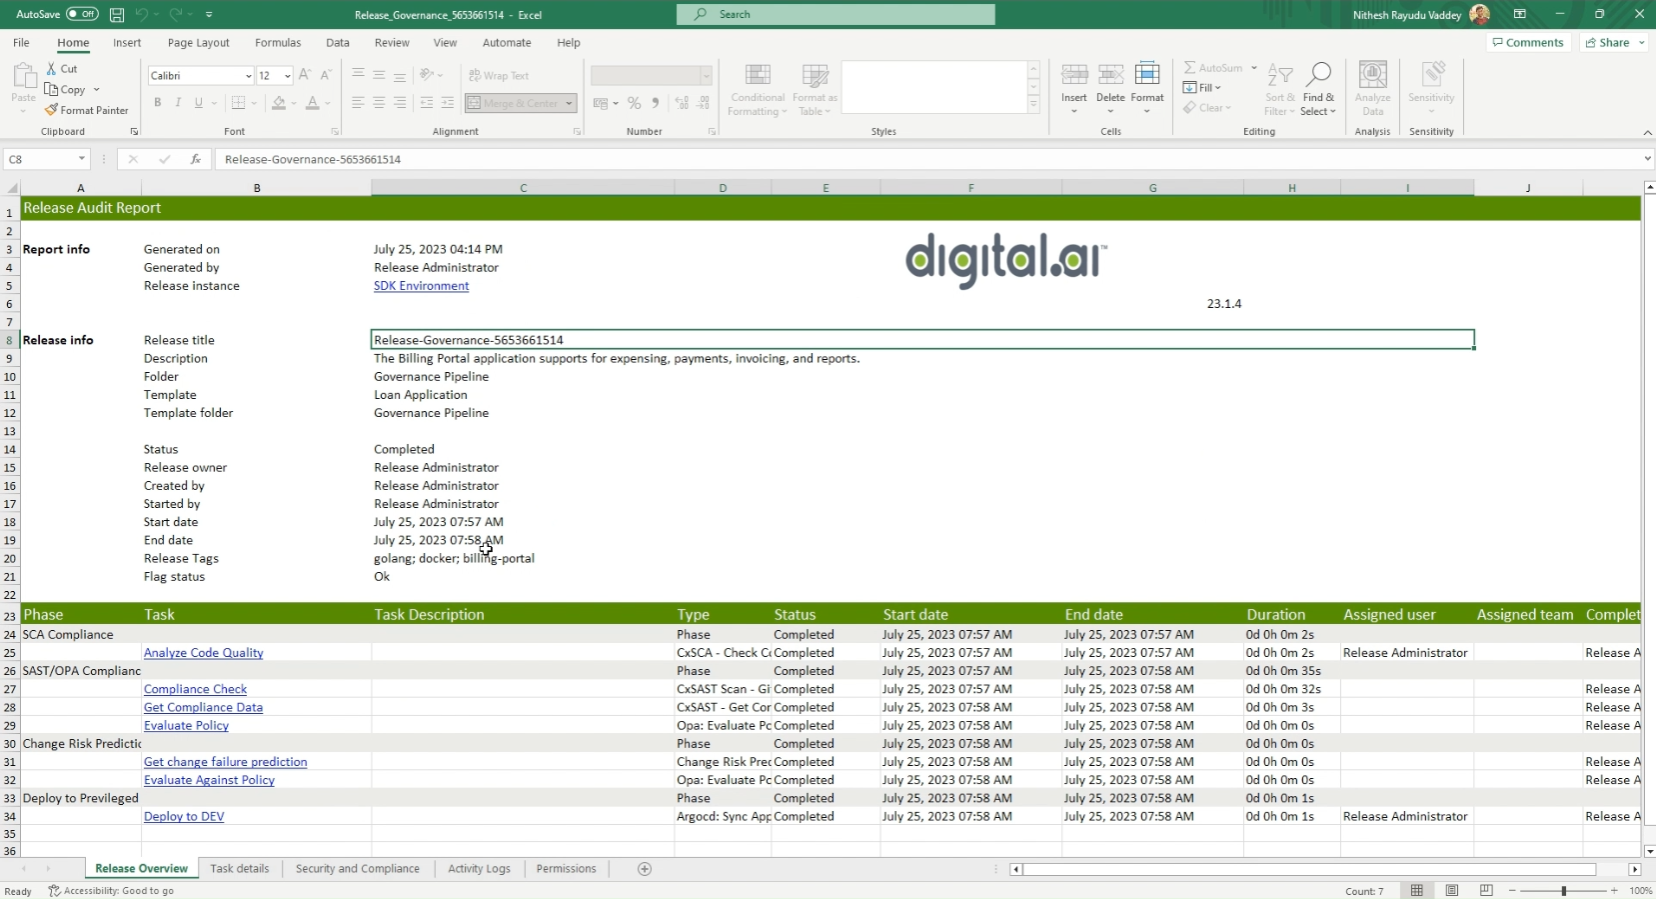 AutoSave Off Release_Governance_5653661514 - Excel Search Nithesh Rayudu Vaddey
File Home Insert Page Layout Formulas Data Review View Automate Help Comments Share
Paste Cut Copy Format Painter Clipboard
Calibri 12 B I U Font
Wrap Text Merge & Center Alignment
Number
Conditional Formatting Format as Table Styles
Insert Delete Format Cells
AutoSum Fill Clear Sort & Filter Find & Select Editing
Analyze Data Analysis
Sensitivity Sensitivity
C8 fx Release-Governance-5653661514
A B C D E F G H I J
1 Release Audit Report
2
3 Report info Generated on July 25, 2023 04:14 PM digital.ai™
4 Generated by Release Administrator
5 Release instance SDK Environment
6 23.1.4
7
8 Release info Release title Release-Governance-5653661514
9 Description The Billing Portal application supports for expensing, payments, invoicing, and reports.
10 Folder Governance Pipeline
11 Template Loan Application
12 Template folder Governance Pipeline
13
14 Status Completed
15 Release owner Release Administrator
16 Created by Release Administrator
17 Started by Release Administrator
18 Start date July 25, 2023 07:57 AM
19 End date July 25, 2023 07:58 AM
20 Release Tags golang; docker; billing-portal
21 Flag status Ok
22
23 Phase Task Task Description Type Status Start date End date Duration Assigned user Assigned team Complet
24 SCA Compliance Phase Completed July 25, 2023 07:57 AM July 25, 2023 07:57 AM 0d 0h 0m 2s
25 Analyze Code Quality CxSCA - Check Co Completed July 25, 2023 07:57 AM July 25, 2023 07:57 AM 0d 0h 0m 2s Release Administrator Release A
26 SAST/OPA Complianc Phase Completed July 25, 2023 07:57 AM July 25, 2023 07:58 AM 0d 0h 0m 35s
27 Compliance Check CxSAST Scan - Gi Completed July 25, 2023 07:57 AM July 25, 2023 07:58 AM 0d 0h 0m 32s Release A
28 Get Compliance Data CxSAST - Get Cor Completed July 25, 2023 07:58 AM July 25, 2023 07:58 AM 0d 0h 0m 3s Release A
29 Evaluate Policy Opa: Evaluate Pc Completed July 25, 2023 07:58 AM July 25, 2023 07:58 AM 0d 0h 0m 0s Release A
30 Change Risk Predictio Phase Completed July 25, 2023 07:58 AM July 25, 2023 07:58 AM 0d 0h 0m 0s
31 Get change failure prediction Change Risk Prec Completed July 25, 2023 07:58 AM July 25, 2023 07:58 AM 0d 0h 0m 0s Release A
32 Evaluate Against Policy Opa: Evaluate Pc Completed July 25, 2023 07:58 AM July 25, 2023 07:58 AM 0d 0h 0m 0s Release A
33 Deploy to Previleged Phase Completed July 25, 2023 07:58 AM July 25, 2023 07:58 AM 0d 0h 0m 1s
34 Deploy to DEV Argocd: Sync App Completed July 25, 2023 07:58 AM July 25, 2023 07:58 AM 0d 0h 0m 1s Release Administrator Release A
35
36
Release Overview Task details Security and Compliance Activity Logs Permissions
Ready Accessibility: Good to go Count: 7 100%